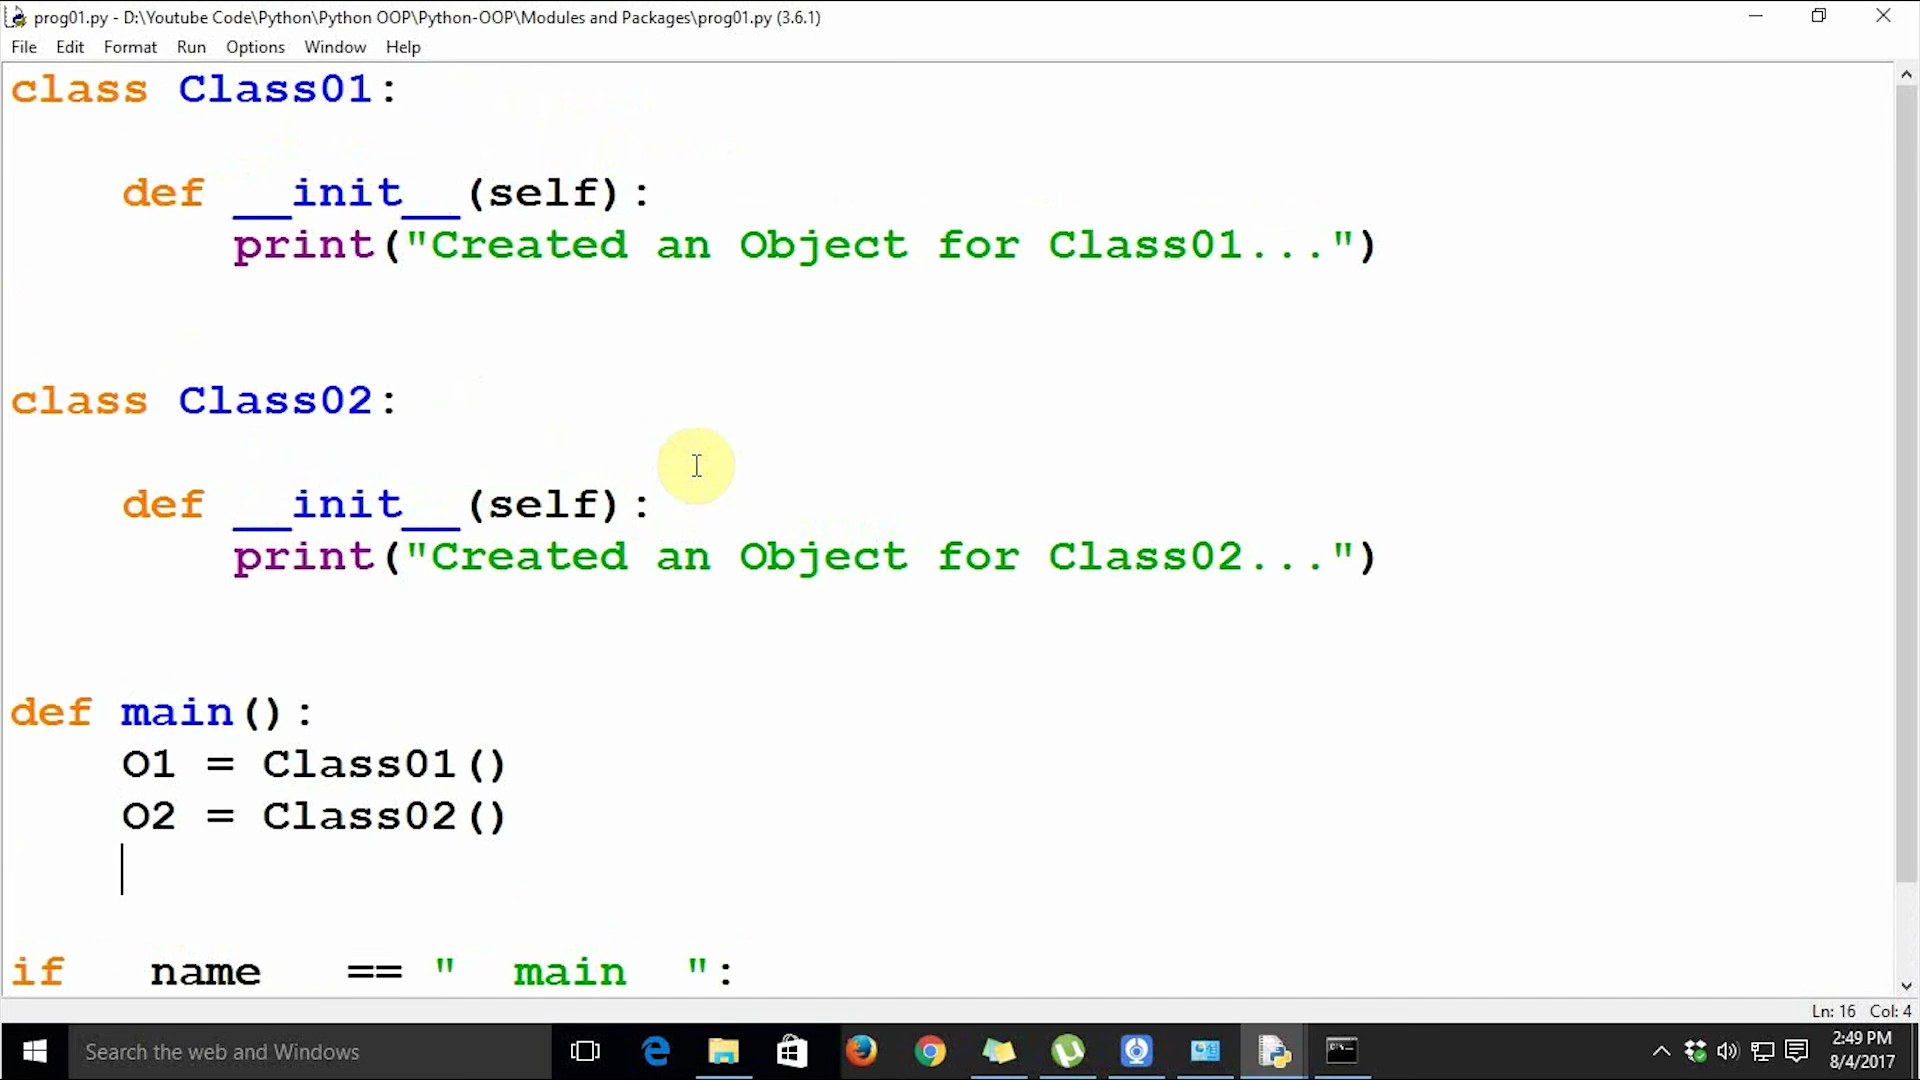 prog01.py - D:\Youtube Code\Python\Python OOP\Python-OOP\Modules and Packages\prog01.py (3.6.1)
File Edit Format Run Options Window Help
class Class01:
    def __init__(self):
        print("Created an Object for Class01...")
class Class02:
    def __init__(self):
        print("Created an Object for Class02...")
def main():
    O1 = Class01()
    O2 = Class02()
if __name__ == "__main__":
Ln: 16 Col: 4
Search the web and Windows
2:49 PM
8/4/2017